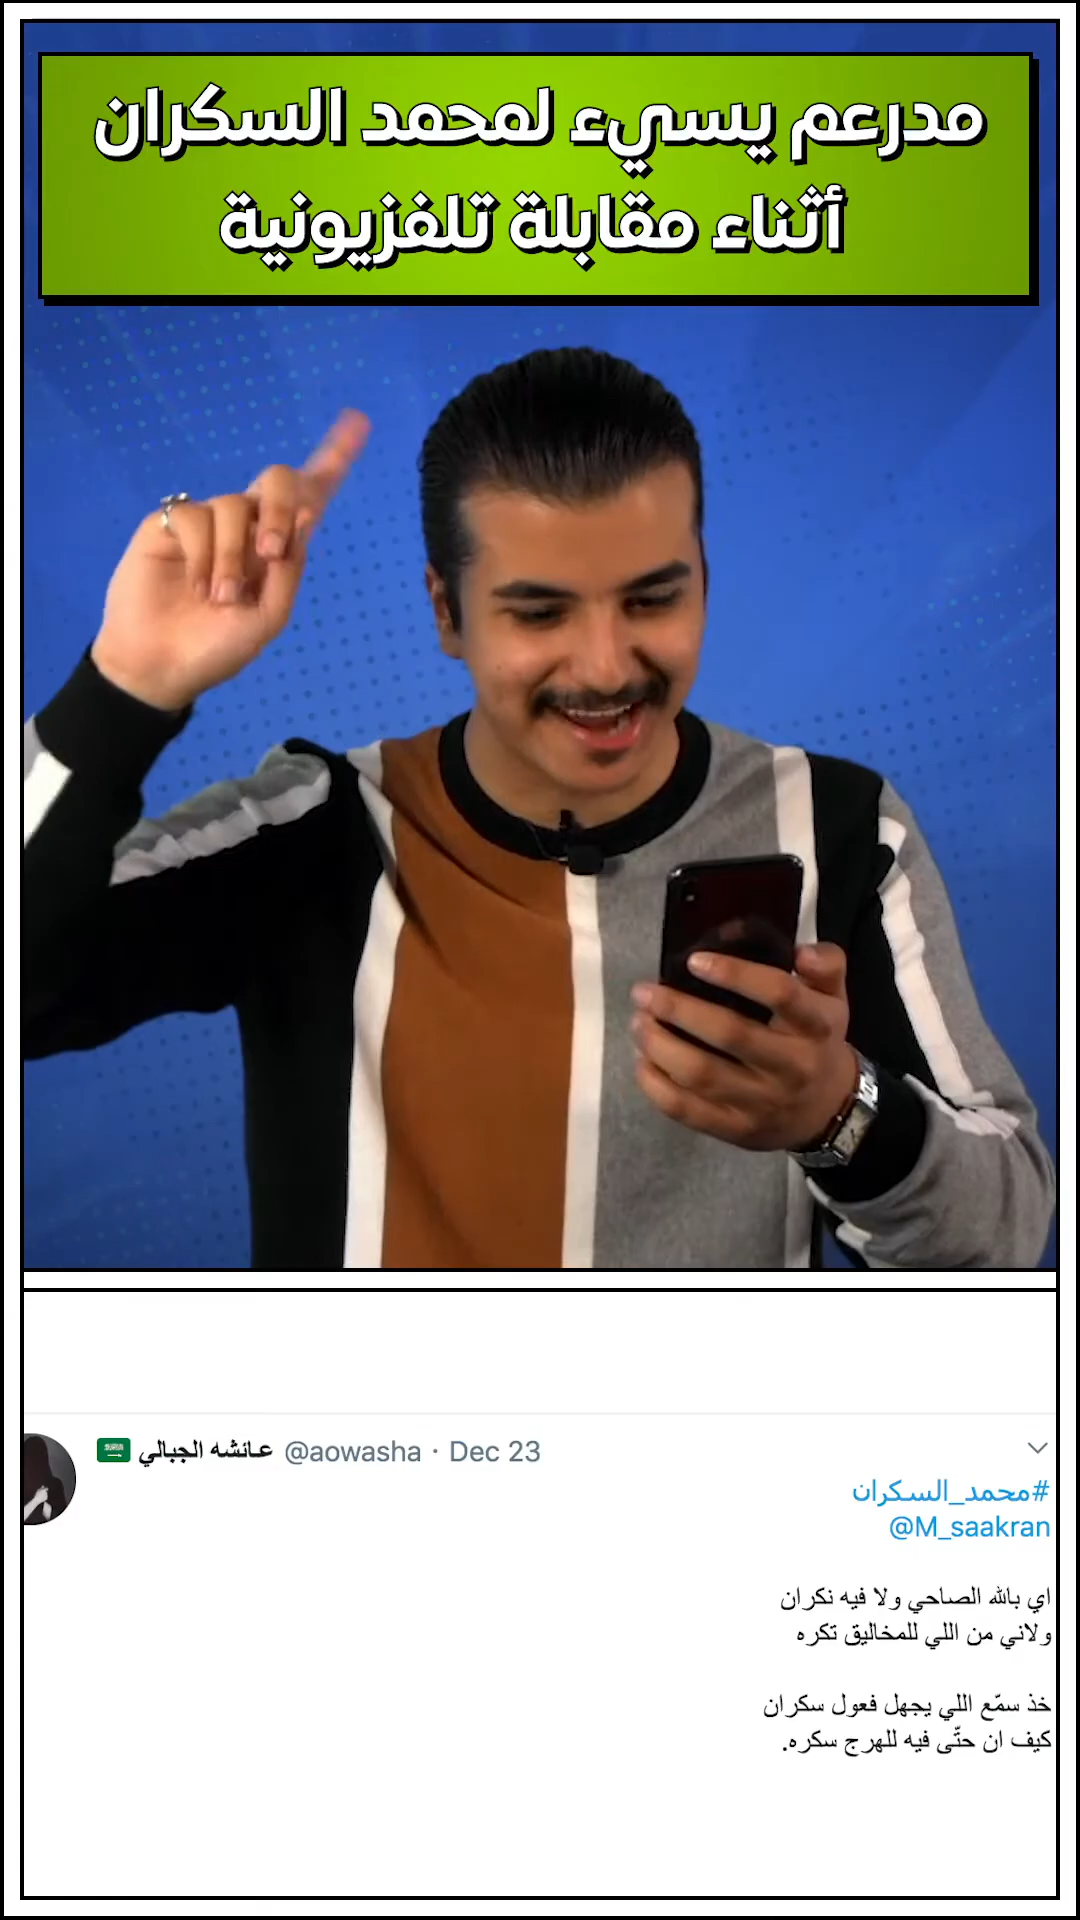 مدرعم يسيء لمحمد السكران
أثناء مقابلة تلفزيونية
عائشه الجبالي @aowasha · Dec 23
#محمد_السكران
@M_saakran
اي بالله الصاحي ولا فيه نكران
ولاني من اللي للمخاليق تكره
خذ سمّع اللي يجهل فعول سكران
كيف ان حتّى فيه للهرج سكره.